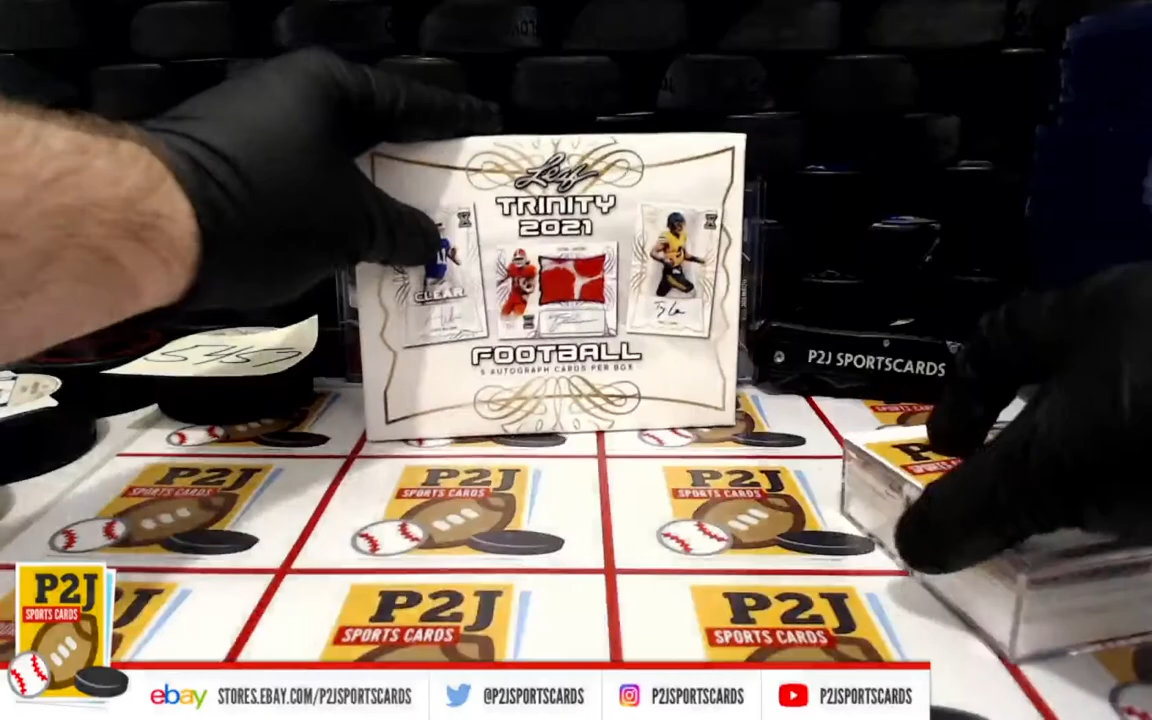 Leaf
TRINITY
2021
CLEAR
FOOTBALL
5 AUTOGRAPH CARDS PER BOX
5457
P2J SPORTSCARDS
P2J
SPORTS CARDS
P2J
SPORTS CARDS
P2J
SPORTS CARDS
P2J
SPORTS CARDS
P2J
SPORTS CARDS
P2J
SPORTS CARDS
ebay STORES.EBAY.COM/P2JSPORTSCARDS
@P2JSPORTSCARDS
P2JSPORTSCARDS
P2JSPORTSCARDS